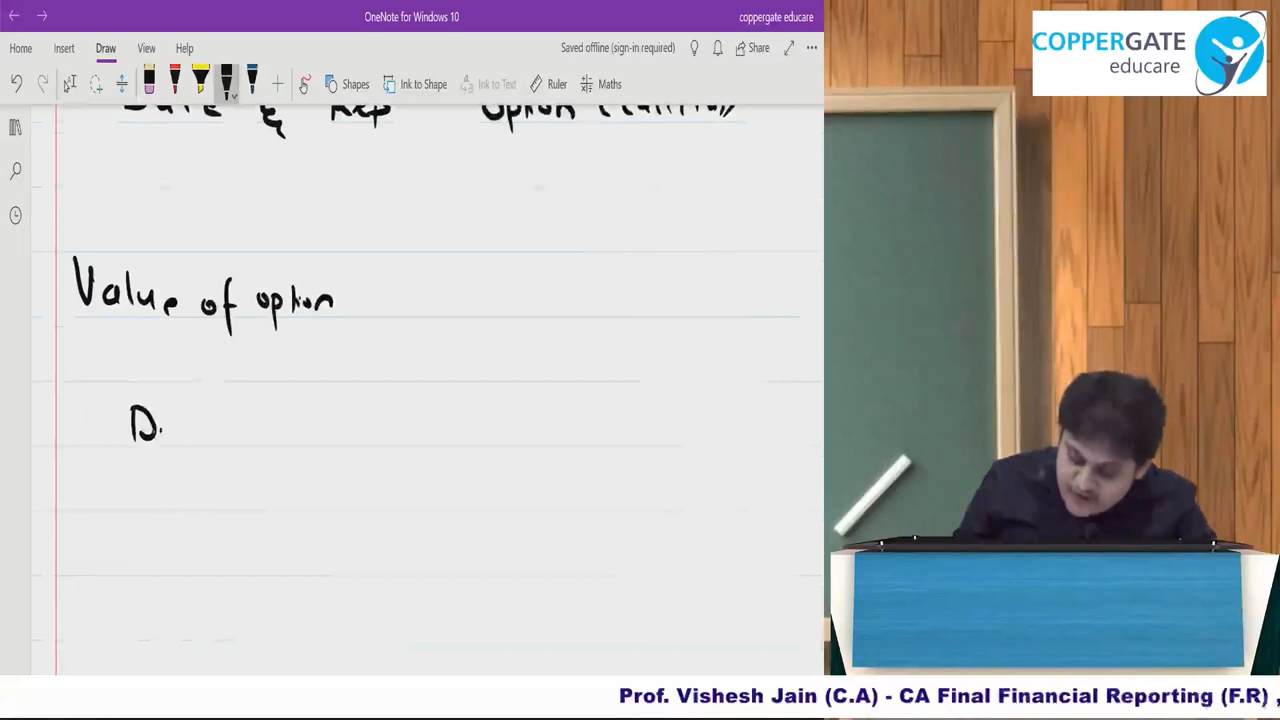 OneNote for Windows 10
coppergate educare
Home Insert Draw View Help
Saved offline (sign-in required)
Share
Shapes Ink to Shape Ink to Text Ruler Maths
COPPERGATE
educare
& Rep Option
Value of option
D.
Prof. Vishesh Jain (C.A) - CA Final Financial Reporting (F.R) ,